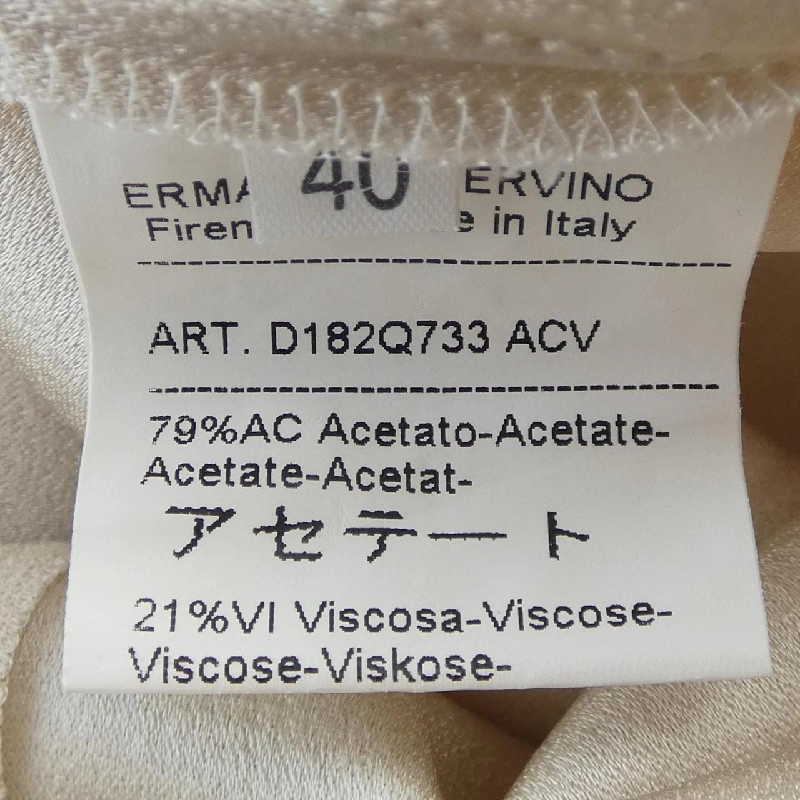 40
ERMA ERVINO
Firen e in Italy
ART. D182Q733 ACV
79%AC Acetato-Acetate-
Acetate-Acetat-
アセテート
21%VI Viscosa-Viscose-
Viscose-Viskose-